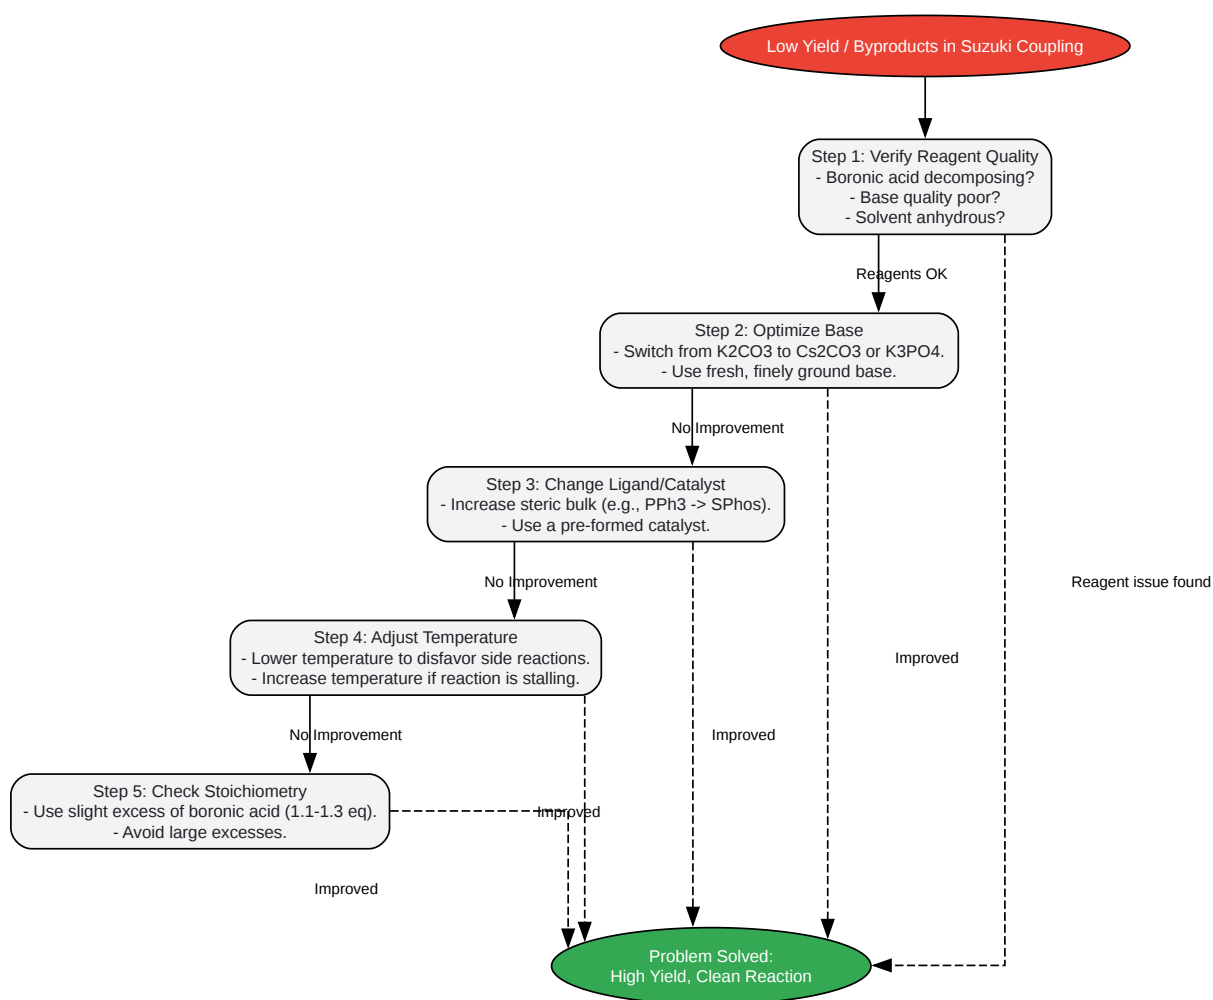 Low Yield / Byproducts in Suzuki Coupling
Step 1: Verify Reagent Quality
- Boronic acid decomposing?
- Base quality poor?
- Solvent anhydrous?
Reagents OK
Step 2: Optimize Base
- Switch from K2CO3 to Cs2CO3 or K3PO4.
- Use fresh, finely ground base.
No Improvement
Step 3: Change Ligand/Catalyst
- Increase steric bulk (e.g., PPh3 -> SPhos).
- Use a pre-formed catalyst.
No Improvement
Reagent issue found
Step 4: Adjust Temperature
- Lower temperature to disfavor side reactions.
- Increase temperature if reaction is stalling.
Improved
No Improvement
Improved
Step 5: Check Stoichiometry
- Use slight excess of boronic acid (1.1-1.3 eq).
- Avoid large excesses.
Improved
Improved
Problem Solved:
High Yield, Clean Reaction